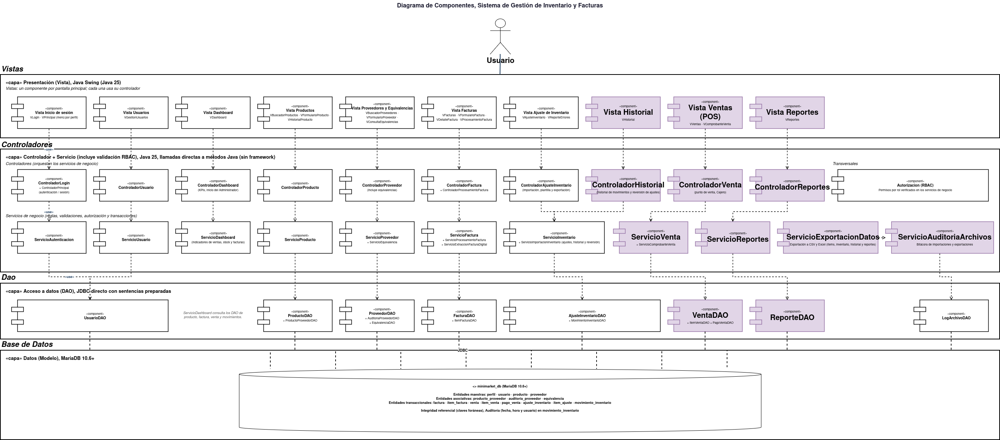 Diagrama de Componentes, Sistema de Gestión de Inventario y Facturas
Usuario
Vistas
«capa» Presentación (Vista), Java Swing (Java 25)
Vistas: un componente por pantalla principal; cada una usa su controlador
«component»
Vista Inicio de sesión
VLogin · VPrincipal (menú por perfil)
«component»
Vista Usuarios
VGestionUsuarios
«component»
Vista Dashboard
VDashboard
«component»
Vista Productos
VBuscadorProductos · VFormularioProducto ·
VHistorialProducto
«component»
Vista Proveedores y Equivalencias
VBuscadorProveedores ·
VFormularioProveedor ·
VConsultaEquivalencias
«component»
Vista Facturas
VFacturas · VFormularioFactura ·
VDetalleFactura · VProcesamientoFactura
«component»
Vista Ajuste de Inventario
VAjusteInventario · VReporteErrores
«component»
Vista Historial
VHistorial
«component»
Vista Ventas
(POS)
VVentas · VComprobanteVenta
«component»
Vista Reportes
VReportes
Controladores
«use»
«capa» Controlador + Servicio (incluye validación RBAC), Java 25, llamadas directas a métodos Java (sin framework)
Controladores (orquestan los servicios de negocio)
Transversales
«component»
ControladorLogin
+ ControladorPrincipal
(autenticación / sesión)
«component»
ControladorUsuario
«component»
ControladorDashboard
(KPIs, inicio del Administrador)
«component»
ControladorProducto
«component»
ControladorProveedor
(incluye equivalencias)
«component»
ControladorFactura
+ ControladorProcesamientoFactura
«component»
ControladorAjusteInventario
(importación, plantilla y exportación)
«component»
ControladorHistorial
(historial de movimientos y reversión de ajustes)
«component»
ControladorVenta
(punto de venta, Cajero)
«component»
ControladorReportes
«component»
Autorizacion (RBAC)
Permisos por rol verificados en los servicios de negocio
«use»
Servicios de negocio (reglas, validaciones, autorización y transacciones)
«component»
ServicioAutenticacion
«component»
ServicioUsuario
«component»
ServicioDashboard
(indicadores de ventas, stock y facturas)
«component»
ServicioProducto
«component»
ServicioProveedor
+ ServicioEquivalencia
«component»
ServicioFactura
+ ServicioProcesamientoFactura
+ ServicioExtraccionFacturaDigital
«component»
ServicioInventario
+ ServicioImportacionInventario (ajustes, historial y reversión)
«component»
ServicioVenta
+ ServicioComprobanteVenta
«component»
ServicioReportes
«component»
ServicioExportacionDatos
Exportación a CSV y Excel (ítems, inventario, historial y reportes)
«component»
ServicioAuditoriaArchivos
Bitácora de importaciones y exportaciones
Dao
«use»
«capa» Acceso a datos (DAO), JDBC directo con sentencias preparadas
«component»
UsuarioDAO
ServicioDashboard consulta los DAO de
producto, factura, venta y movimientos.
«component»
ProductoDAO
+ ProductoProveedorDAO
«component»
ProveedorDAO
+ AuditoriaProveedorDAO
+ EquivalenciaDAO
«component»
FacturaDAO
+ ItemFacturaDAO
«component»
AjusteInventarioDAO
+ MovimientoInventarioDAO
«component»
VentaDAO
+ ItemVentaDAO + PagoVentaDAO
«component»
ReporteDAO
«component»
LogArchivoDAO
Base de Datos
JDBC
«capa» Datos (Modelo), MariaDB 10.6+
<> minimarket_db (MariaDB 10.6+)
Entidades maestras: perfil · usuario · producto · proveedor
Entidades asociativas: producto_proveedor · auditoria_proveedor · equivalencia
Entidades transaccionales: factura · item_factura · venta · item_venta · pago_venta · ajuste_inventario · item_ajuste · movimiento_inventario
Integridad referencial (claves foráneas), Auditoría (fecha, hora y usuario) en movimiento_inventario